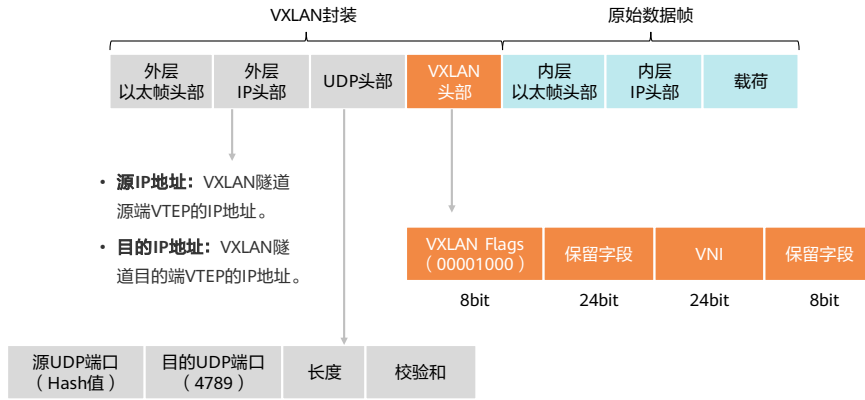 VXLAN封装
原始数据帧
外层
以太帧头部
外层
IP头部
UDP头部
VXLAN
头部
内层
以太帧头部
内层
IP头部
载荷
• 源IP地址：VXLAN隧道
源端VTEP的IP地址。
• 目的IP地址：VXLAN隧
道目的端VTEP的IP地址。
VXLAN Flags
（00001000）
保留字段
VNI
保留字段
8bit
24bit
24bit
8bit
源UDP端口
（Hash值）
目的UDP端口
（4789）
长度
校验和